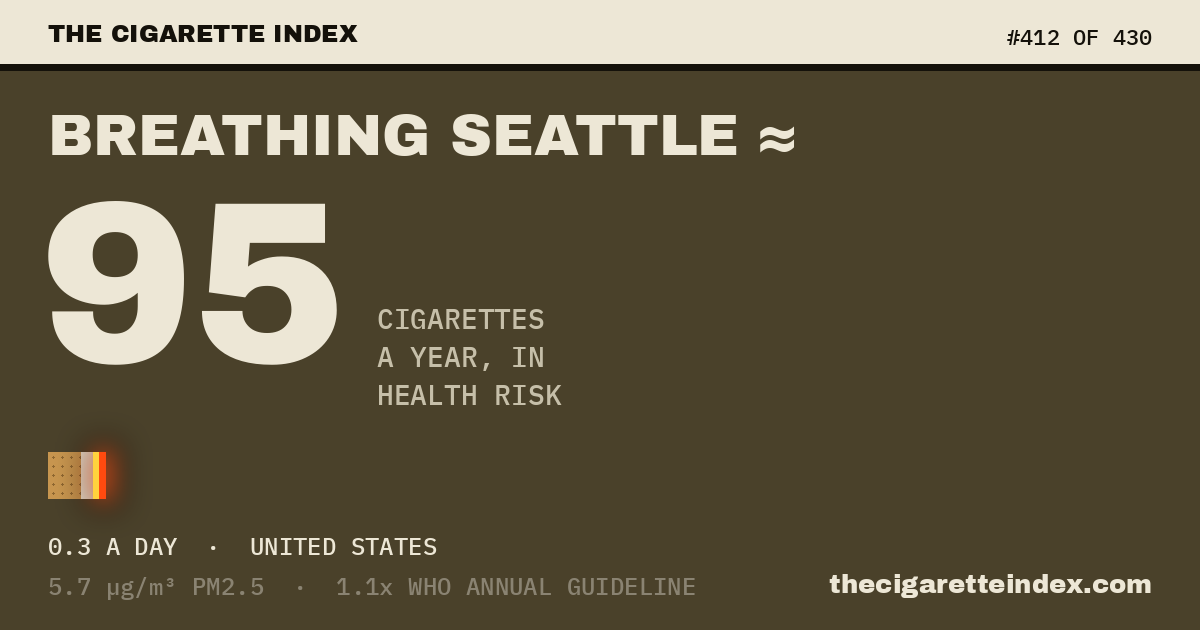 THE CIGARETTE INDEX
#412 OF 430
BREATHING SEATTLE ≈
95
CIGARETTES
A YEAR, IN
HEALTH RISK
0.3 A DAY · UNITED STATES
5.7 µg/m³ PM2.5 · 1.1x WHO ANNUAL GUIDELINE
thecigaretteindex.com